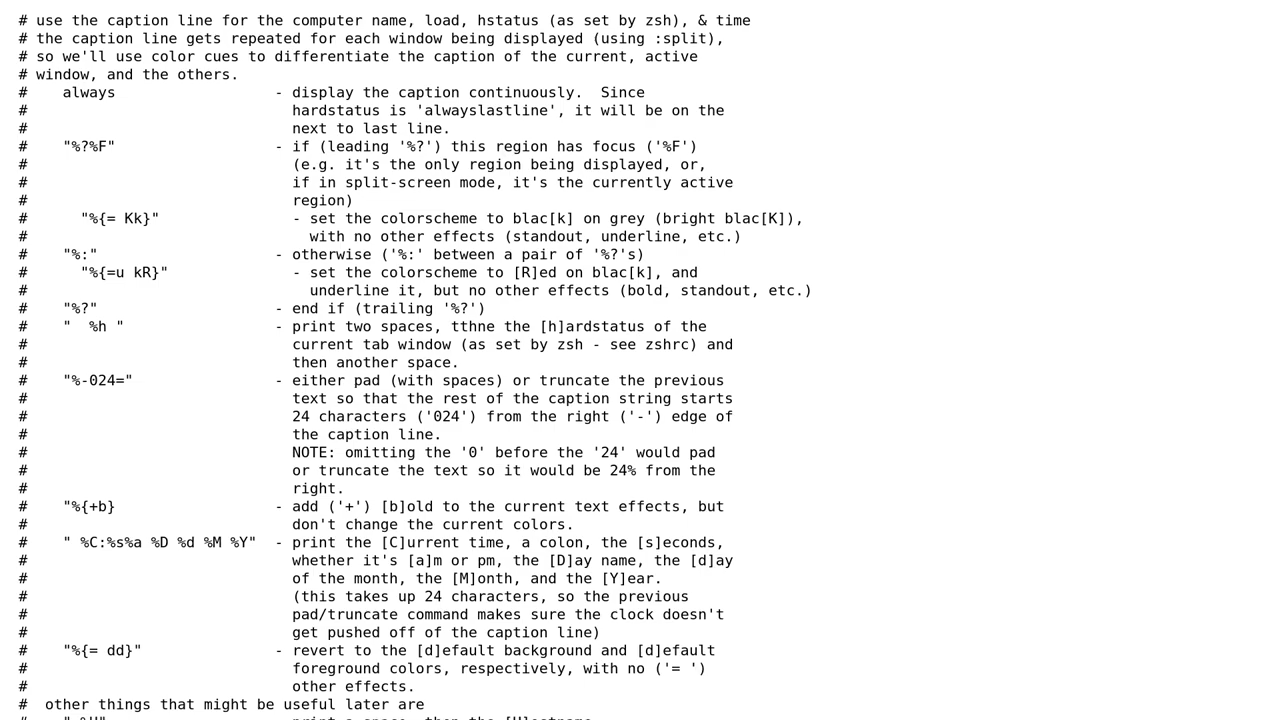 # use the caption line for the computer name, load, hstatus (as set by zsh), & time
# the caption line gets repeated for each window being displayed (using :split),
# so we'll use color cues to differentiate the caption of the current, active
# window, and the others.
#    always                  - display the caption continuously.  Since
#                              hardstatus is 'alwayslastline', it will be on the
#                              next to last line.
#    "%?%F"                  - if (leading '%?') this region has focus ('%F')
#                              (e.g. it's the only region being displayed, or,
#                              if in split-screen mode, it's the currently active
#                              region)
#      "%{= Kk}"               - set the colorscheme to blac[k] on grey (bright blac[K]),
#                                with no other effects (standout, underline, etc.)
#    "%:"                    - otherwise ('%:' between a pair of '%?'s)
#      "%{=u kR}"              - set the colorscheme to [R]ed on blac[k], and
#                                underline it, but no other effects (bold, standout, etc.)
#    "%?"                    - end if (trailing '%?')
#    "  %h "                 - print two spaces, tthne the [h]ardstatus of the
#                              current tab window (as set by zsh - see zshrc) and
#                              then another space.
#    "%-024="                - either pad (with spaces) or truncate the previous
#                              text so that the rest of the caption string starts
#                              24 characters ('024') from the right ('-') edge of
#                              the caption line.
#                              NOTE: omitting the '0' before the '24' would pad
#                              or truncate the text so it would be 24% from the
#                              right.
#    "%{+b}                  - add ('+') [b]old to the current text effects, but
#                              don't change the current colors.
#    " %C:%s%a %D %d %M %Y"  - print the [C]urrent time, a colon, the [s]econds,
#                              whether it's [a]m or pm, the [D]ay name, the [d]ay
#                              of the month, the [M]onth, and the [Y]ear.
#                              (this takes up 24 characters, so the previous
#                              pad/truncate command makes sure the clock doesn't
#                              get pushed off of the caption line)
#    "%{= dd}"               - revert to the [d]efault background and [d]efault
#                              foreground colors, respectively, with no ('= ')
#                              other effects.
#  other things that might be useful later are
#    " %H"                   - print a space, then the [H]ostname.